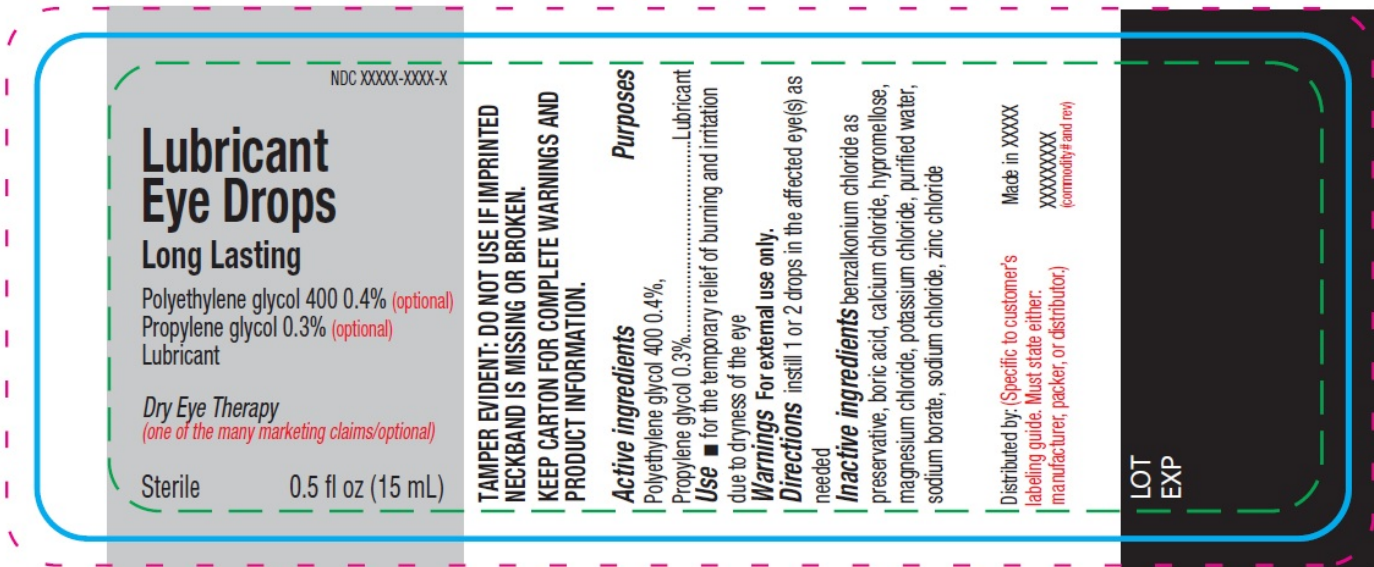 NDC XXXXX-XXXX-X
Lubricant
Eye Drops
Long Lasting
Polyethylene glycol 400 0.4% (optional)
Propylene glycol 0.3% (optional)
Lubricant
Dry Eye Therapy
(one of the many marketing claims/optional)
Sterile 0.5 fl oz (15 mL)
TAMPER EVIDENT: DO NOT USE IF IMPRINTED
NECKBAND IS MISSING OR BROKEN.
KEEP CARTON FOR COMPLETE WARNINGS AND
PRODUCT INFORMATION.
Active ingredients Purposes
Polyethylene glycol 400 0.4%,
Propylene glycol 0.3%............................................Lubricant
Use ■ for the temporary relief of burning and irritation
due to dryness of the eye
Warnings For external use only.
Directions instill 1 or 2 drops in the affected eye(s) as
needed
Inactive ingredients benzalkonium chloride as
preservative, boric acid, calcium chloride, hypromellose,
magnesium chloride, potassium chloride, purified water,
sodium borate, sodium chloride, zinc chloride
Distributed by: (Specific to customer's
labeling guide. Must state either:
manufacturer, packer, or distributor.)
Made in XXXXX
XXXXXXXXX
(commodity# and rev)
LOT
EXP